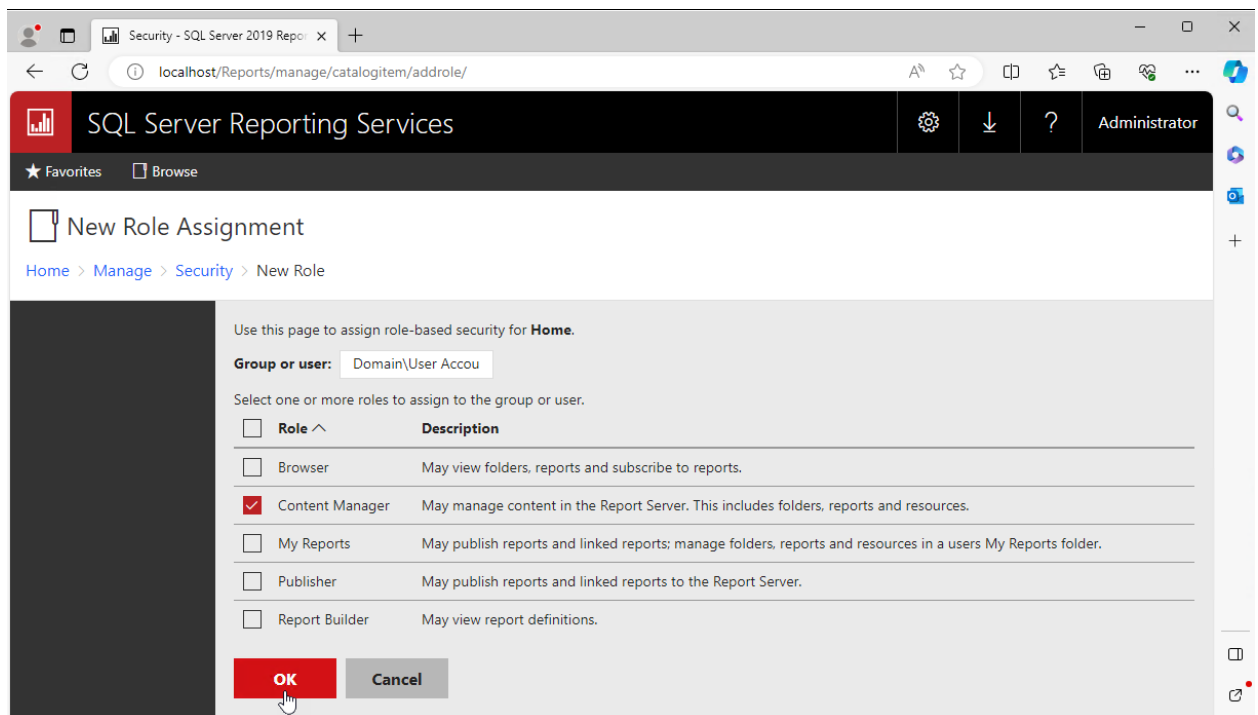 Security - SQL Server 2019 Repor
localhost/Reports/manage/catalogitem/addrole/
SQL Server Reporting Services
Administrator
Favorites Browse
New Role Assignment
Home > Manage > Security > New Role
Use this page to assign role-based security for Home.
Group or user: Domain\User Accou
Select one or more roles to assign to the group or user.
Role Description
Browser May view folders, reports and subscribe to reports.
Content Manager May manage content in the Report Server. This includes folders, reports and resources.
My Reports May publish reports and linked reports; manage folders, reports and resources in a users My Reports folder.
Publisher May publish reports and linked reports to the Report Server.
Report Builder May view report definitions.
OK Cancel